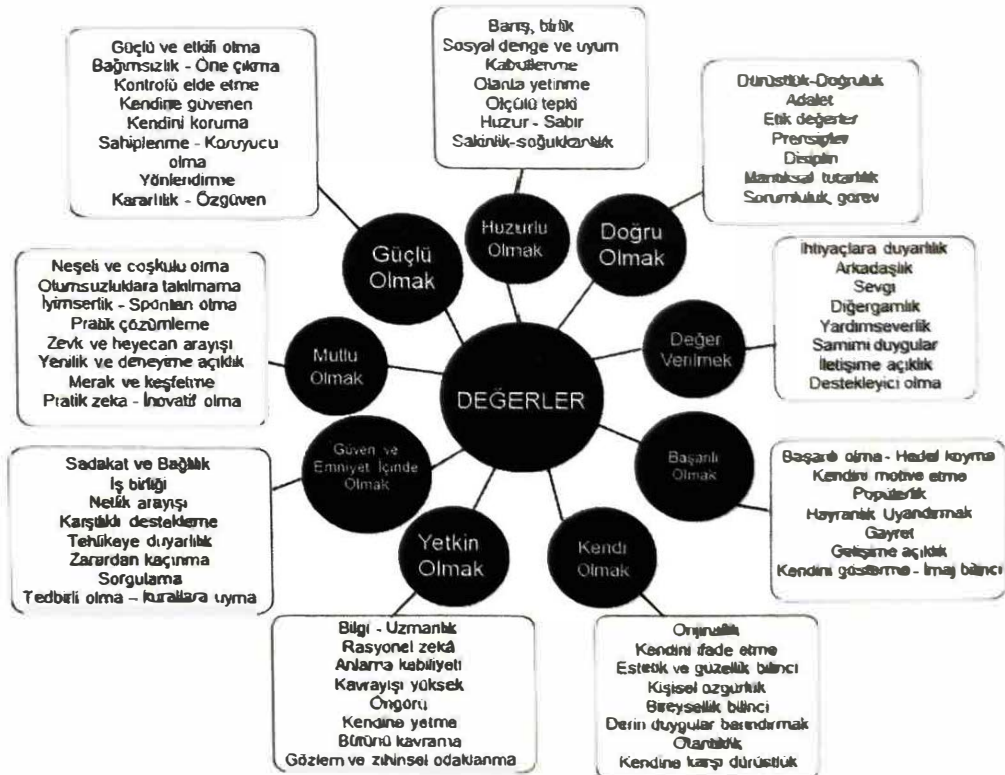 Güçlü ve etkili olma
Bağımsızlık - Öne çıkma
Kontrolü elde etme
Kendine güvenen
Kendini koruma
Sahiplenme - Koruyucu
olma
Yönlendirme
Kararlılık - Özgüven
Barış, birlik
Sosyal denge ve uyum
Kabullenme
Olanla yetinme
Ölçülü tepki
Huzur - Sabır
Sakinlik-soğukkanlılık
Dürüstlük-Doğruluk
Adalet
Etik değerler
Prensipler
Disiplin
Mantıksal tutarlılık
Sorumluluk, görev
Güçlü
Olmak
Huzurlu
Olmak
Doğru
Olmak
Neşeli ve coşkulu olma
Olumsuzluklara takılmama
İyimserlik - Spontan olma
Pratik çözümleme
Zevk ve heyecan arayışı
Yenilik ve deneyime açıklık
Merak ve keşfetme
Pratik zeka - İnovatif olma
Mutlu
Olmak
DEĞERLER
Değer
Verilmek
İhtiyaçlara duyarlılık
Arkadaşlık
Sevgi
Diğergamlık
Yardımseverlik
Samimi duygular
İletişime açıklık
Destekleyici olma
Sadakat ve Bağlılık
İş birliği
Netlik arayışı
Karşılıklı destekleme
Tehlikeye duyarlılık
Zarardan kaçınma
Sorgulama
Tedbirli olma – kurallara uyma
Güven ve
Emniyet İçinde
Olmak
Başarılı
Olmak
Başarılı olma - Hedef koyma
Kendini motive etme
Popülerlik
Hayranlık Uyandırmak
Gayret
Gelişime açıklık
Kendini gösterme - İmaj bilinci
Yetkin
Olmak
Kendi
Olmak
Bilgi - Uzmanlık
Rasyonel zekâ
Anlama kabiliyeti
Kavrayışı yüksek
Öngörü
Kendine yetme
Bütünü kavrama
Gözlem ve zihinsel odaklanma
Orijinallik
Kendini ifade etme
Estetik ve güzellik bilinci
Kişisel özgürlük
Bireysellik bilinci
Derin duygular barındırmak
Otantiklik
Kendine karşı dürüstlük